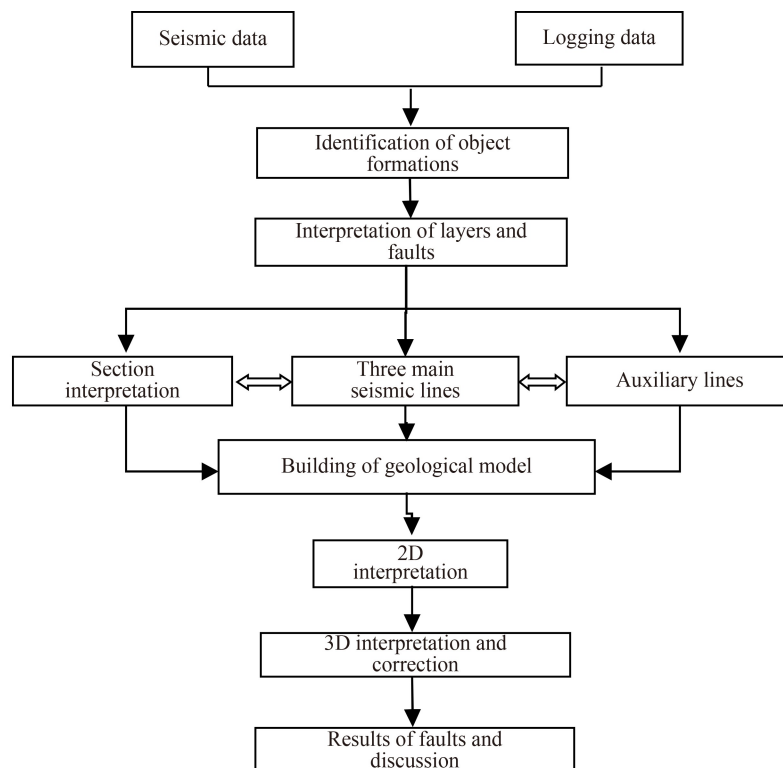 Seismic data
Logging data
Identification of object
formations
Interpretation of layers and
faults
Section
interpretation
Three main
seismic lines
Auxiliary lines
Building of geological model
2D
interpretation
3D interpretation and
correction
Results of faults and
discussion